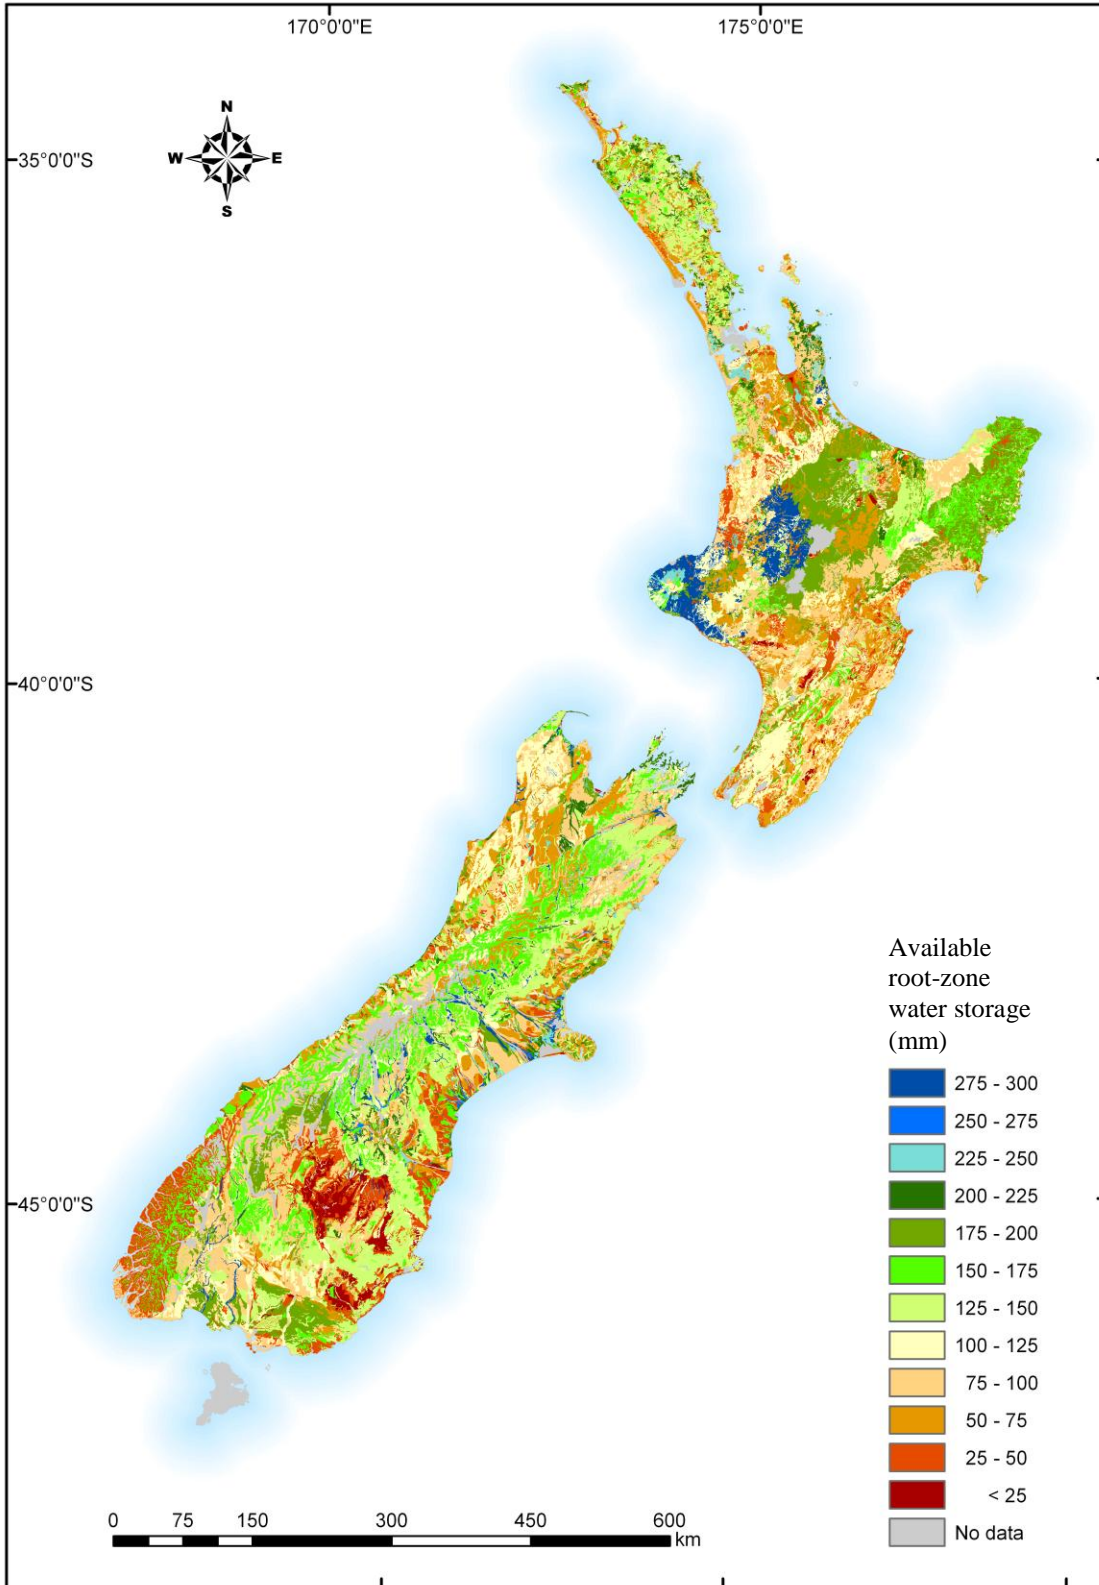 170°0'0"E 175°0'0"E
N
W E
S
35°0'0"S
40°0'0"S
45°0'0"S
Available
root-zone
water storage
(mm)
275 - 300
250 - 275
225 - 250
200 - 225
175 - 200
150 - 175
125 - 150
100 - 125
75 - 100
50 - 75
25 - 50
< 25
No data
0 75 150 300 450 600
km